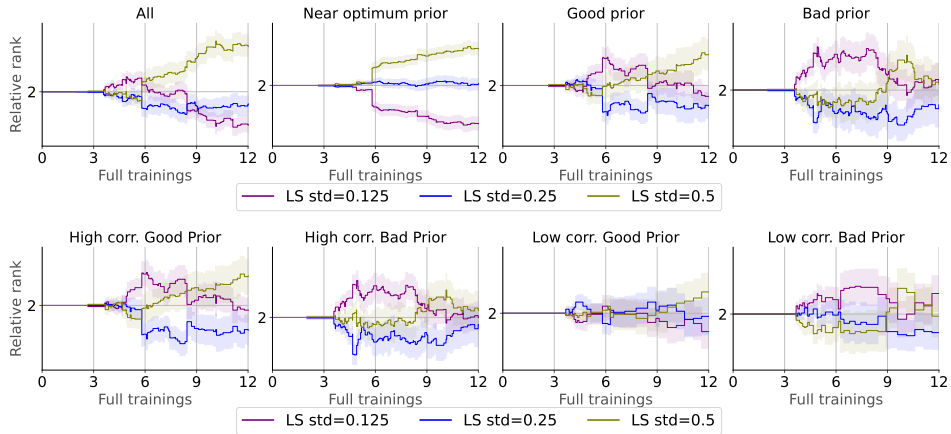 All Near optimum prior Good prior Bad prior
Relative rank
2 2 2 2
0 3 6 9 12 0 3 6 9 12 0 3 6 9 12 0 3 6 9 12
Full trainings Full trainings Full trainings Full trainings
LS std=0.125 LS std=0.25 LS std=0.5
High corr. Good Prior High corr. Bad Prior Low corr. Good Prior Low corr. Bad Prior
Relative rank
2 2 2 2
0 3 6 9 12 0 3 6 9 12 0 3 6 9 12 0 3 6 9 12
Full trainings Full trainings Full trainings Full trainings
LS std=0.125 LS std=0.25 LS std=0.5